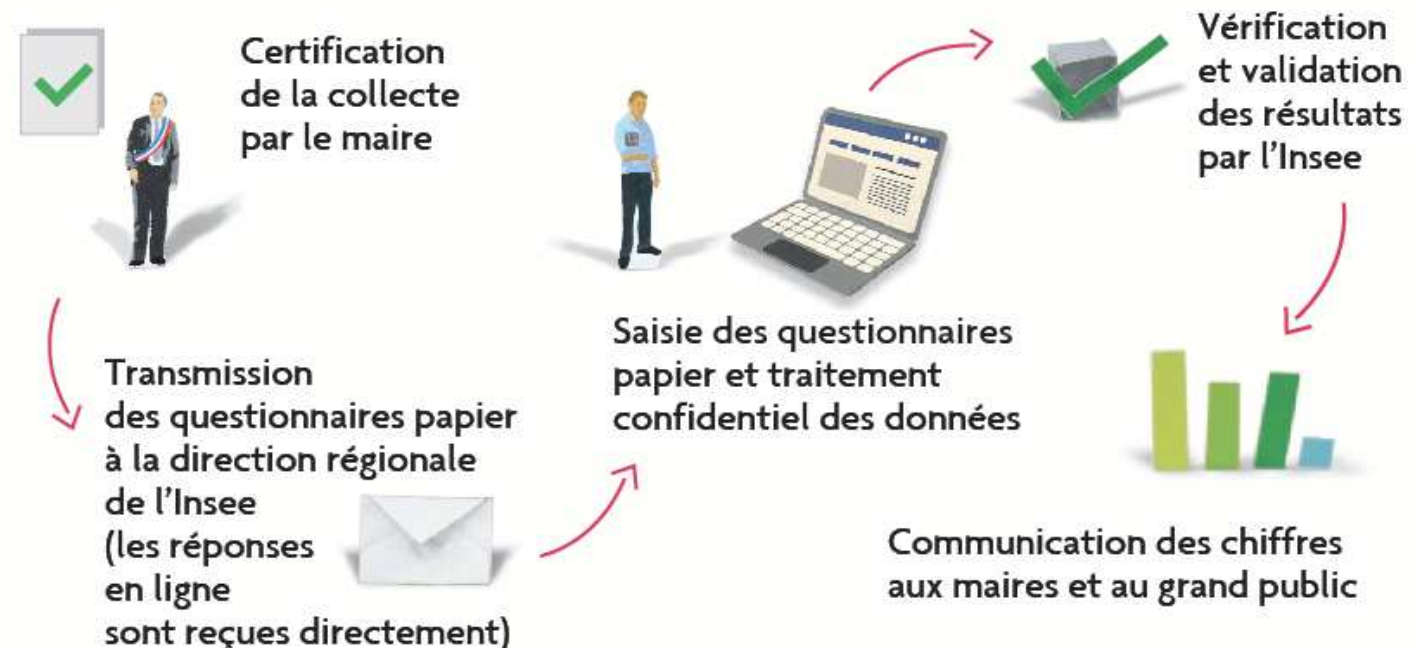 Certification
de la collecte
par le maire
Transmission
des questionnaires papier
à la direction régionale
de l'Insee
(les réponses
en ligne
sont reçues directement)
Saisie des questionnaires
papier et traitement
confidentiel des données
Vérification
et validation
des résultats
par l'Insee
Communication des chiffres
aux maires et au grand public